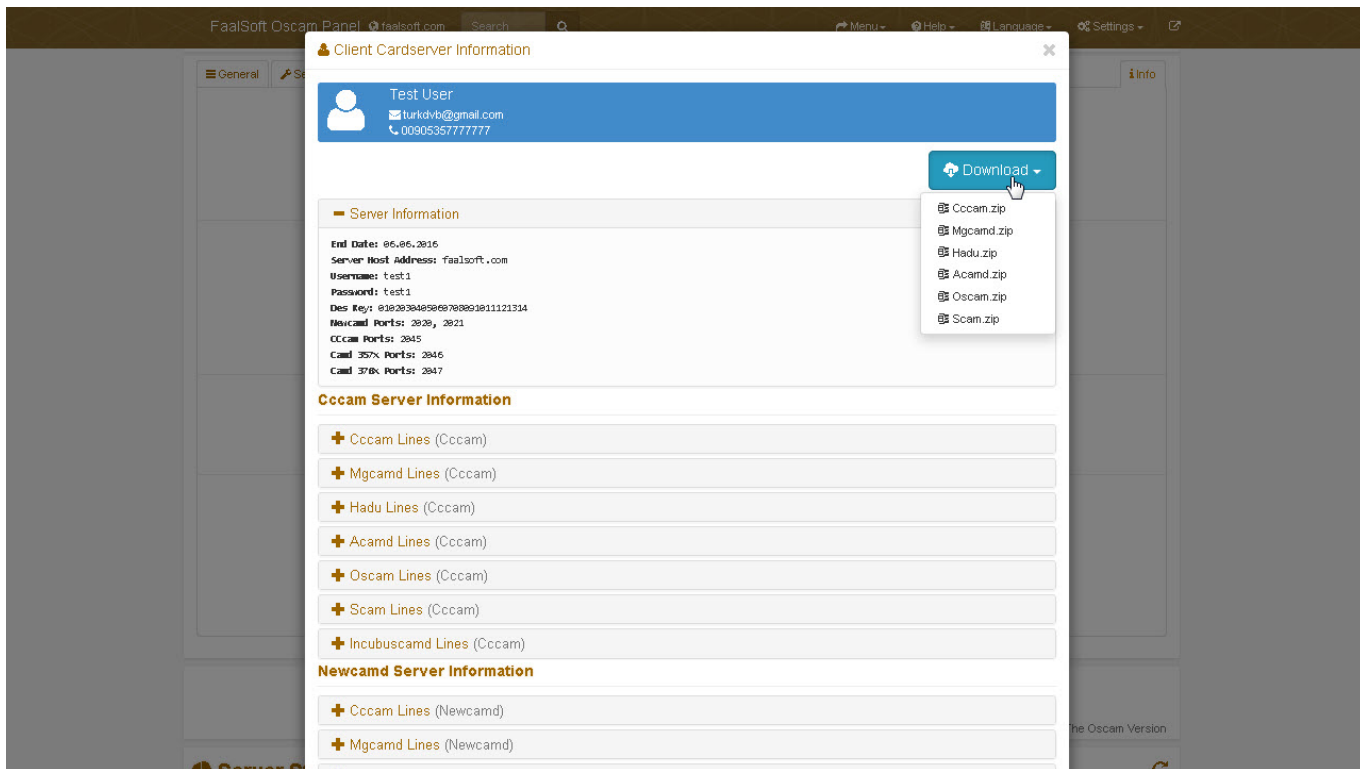 FaalSoft Oscam Panel faalsoft.com Search Menu Help Language Settings
Client Cardserver Information
General
Info
Test User
turkdvb@gmail.com
00905357777777
Download
Cccam.zip
Mgcamd.zip
Hadu.zip
Acamd.zip
Oscam.zip
Scam.zip
Server Information
End Date: 06.06.2016
Server Host Address: faalsoft.com
Username: test1
Password: test1
Des Key: 0102030405060708091011121314
Newcamd Ports: 2020, 2021
CCcam Ports: 2045
Camd 357x Ports: 2046
Camd 378x Ports: 2047
Cccam Server Information
Cccam Lines (Cccam)
Mgcamd Lines (Cccam)
Hadu Lines (Cccam)
Acamd Lines (Cccam)
Oscam Lines (Cccam)
Scam Lines (Cccam)
Incubuscamd Lines (Cccam)
Newcamd Server Information
Cccam Lines (Newcamd)
The Oscam Version
Mgcamd Lines (Newcamd)